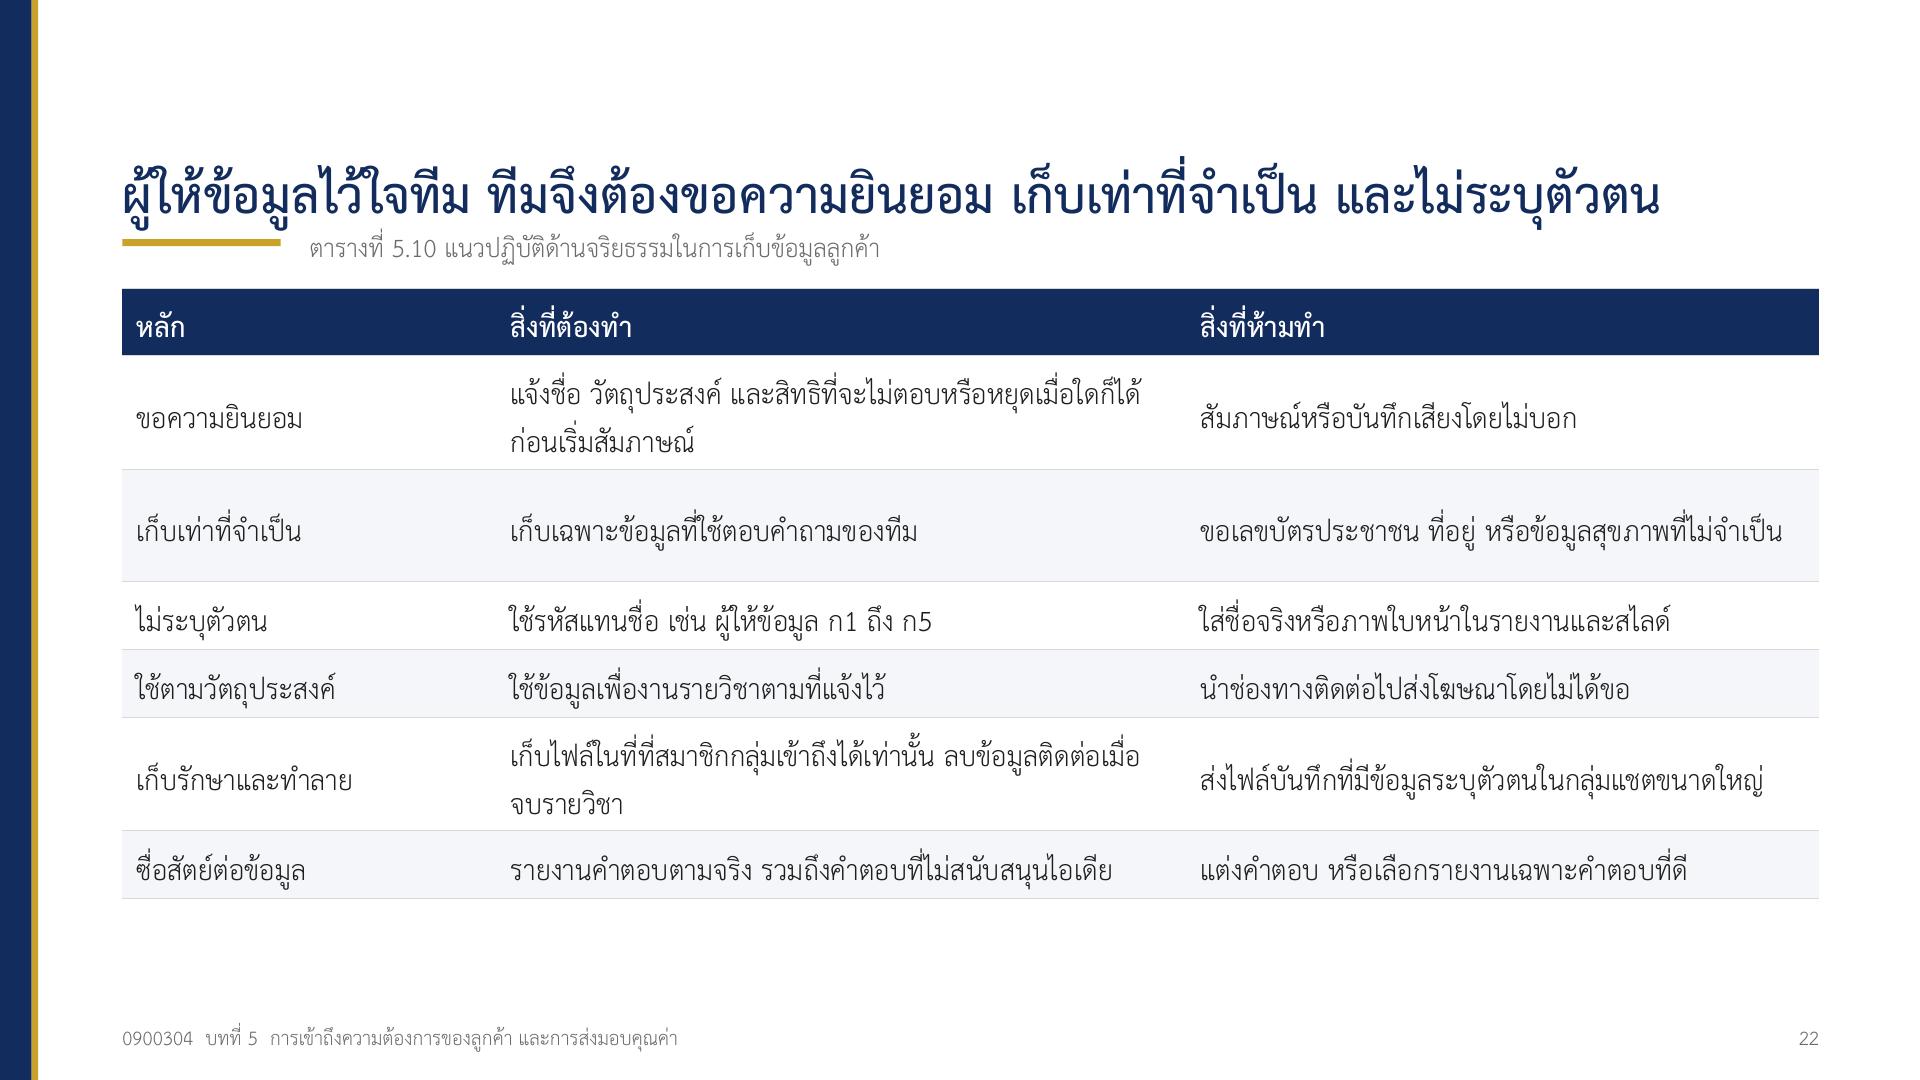 ผู้ให้ข้อมูลไว้ใจทีม ทีมจึงต้องขอความยินยอม เก็บเท่าที่จำเป็น และไม่ระบุตัวตน
ตารางที่ 5.10 แนวปฏิบัติด้านจริยธรรมในการเก็บข้อมูลลูกค้า
หลัก สิ่งที่ต้องทำ สิ่งที่ห้ามทำ
ขอความยินยอม แจ้งชื่อ วัตถุประสงค์ และสิทธิที่จะไม่ตอบหรือหยุดเมื่อใดก็ได้
ก่อนเริ่มสัมภาษณ์ สัมภาษณ์หรือบันทึกเสียงโดยไม่บอก
เก็บเท่าที่จำเป็น เก็บเฉพาะข้อมูลที่ใช้ตอบคำถามของทีม ขอเลขบัตรประชาชน ที่อยู่ หรือข้อมูลสุขภาพที่ไม่จำเป็น
ไม่ระบุตัวตน ใช้รหัสแทนชื่อ เช่น ผู้ให้ข้อมูล ก1 ถึง ก5 ใส่ชื่อจริงหรือภาพใบหน้าในรายงานและสไลด์
ใช้ตามวัตถุประสงค์ ใช้ข้อมูลเพื่องานรายวิชาตามที่แจ้งไว้ นำช่องทางติดต่อไปส่งโฆษณาโดยไม่ได้ขอ
เก็บรักษาและทำลาย เก็บไฟล์ในที่ที่สมาชิกกลุ่มเข้าถึงได้เท่านั้น ลบข้อมูลติดต่อเมื่อ
จบรายวิชา ส่งไฟล์บันทึกที่มีข้อมูลระบุตัวตนในกลุ่มแชตขนาดใหญ่
ซื่อสัตย์ต่อข้อมูล รายงานคำตอบตามจริง รวมถึงคำตอบที่ไม่สนับสนุนไอเดีย แต่งคำตอบ หรือเลือกรายงานเฉพาะคำตอบที่ดี
0900304 บทที่ 5 การเข้าถึงความต้องการของลูกค้า และการส่งมอบคุณค่า 22